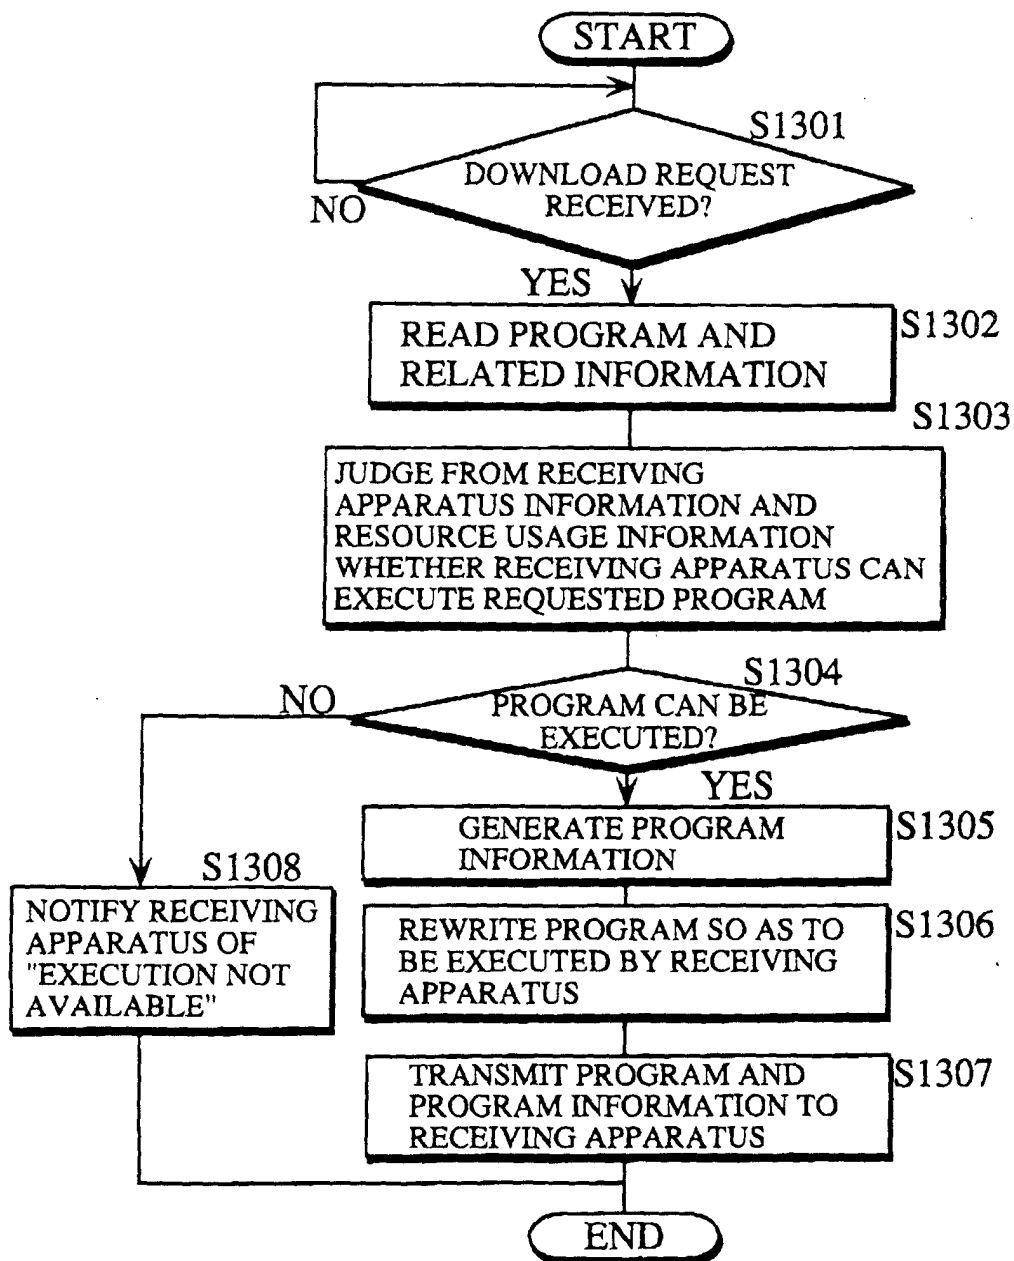 START
S1301
DOWNLOAD REQUEST
RECEIVED?
NO
YES
S1302
READ PROGRAM AND
RELATED INFORMATION
S1303
JUDGE FROM RECEIVING
APPARATUS INFORMATION AND
RESOURCE USAGE INFORMATION
WHETHER RECEIVING APPARATUS CAN
EXECUTE REQUESTED PROGRAM
S1304
NO
PROGRAM CAN BE
EXECUTED?
YES
S1305
GENERATE PROGRAM
INFORMATION
S1308
NOTIFY RECEIVING
APPARATUS OF
"EXECUTION NOT
AVAILABLE"
S1306
REWRITE PROGRAM SO AS TO
BE EXECUTED BY RECEIVING
APPARATUS
S1307
TRANSMIT PROGRAM AND
PROGRAM INFORMATION TO
RECEIVING APPARATUS
END